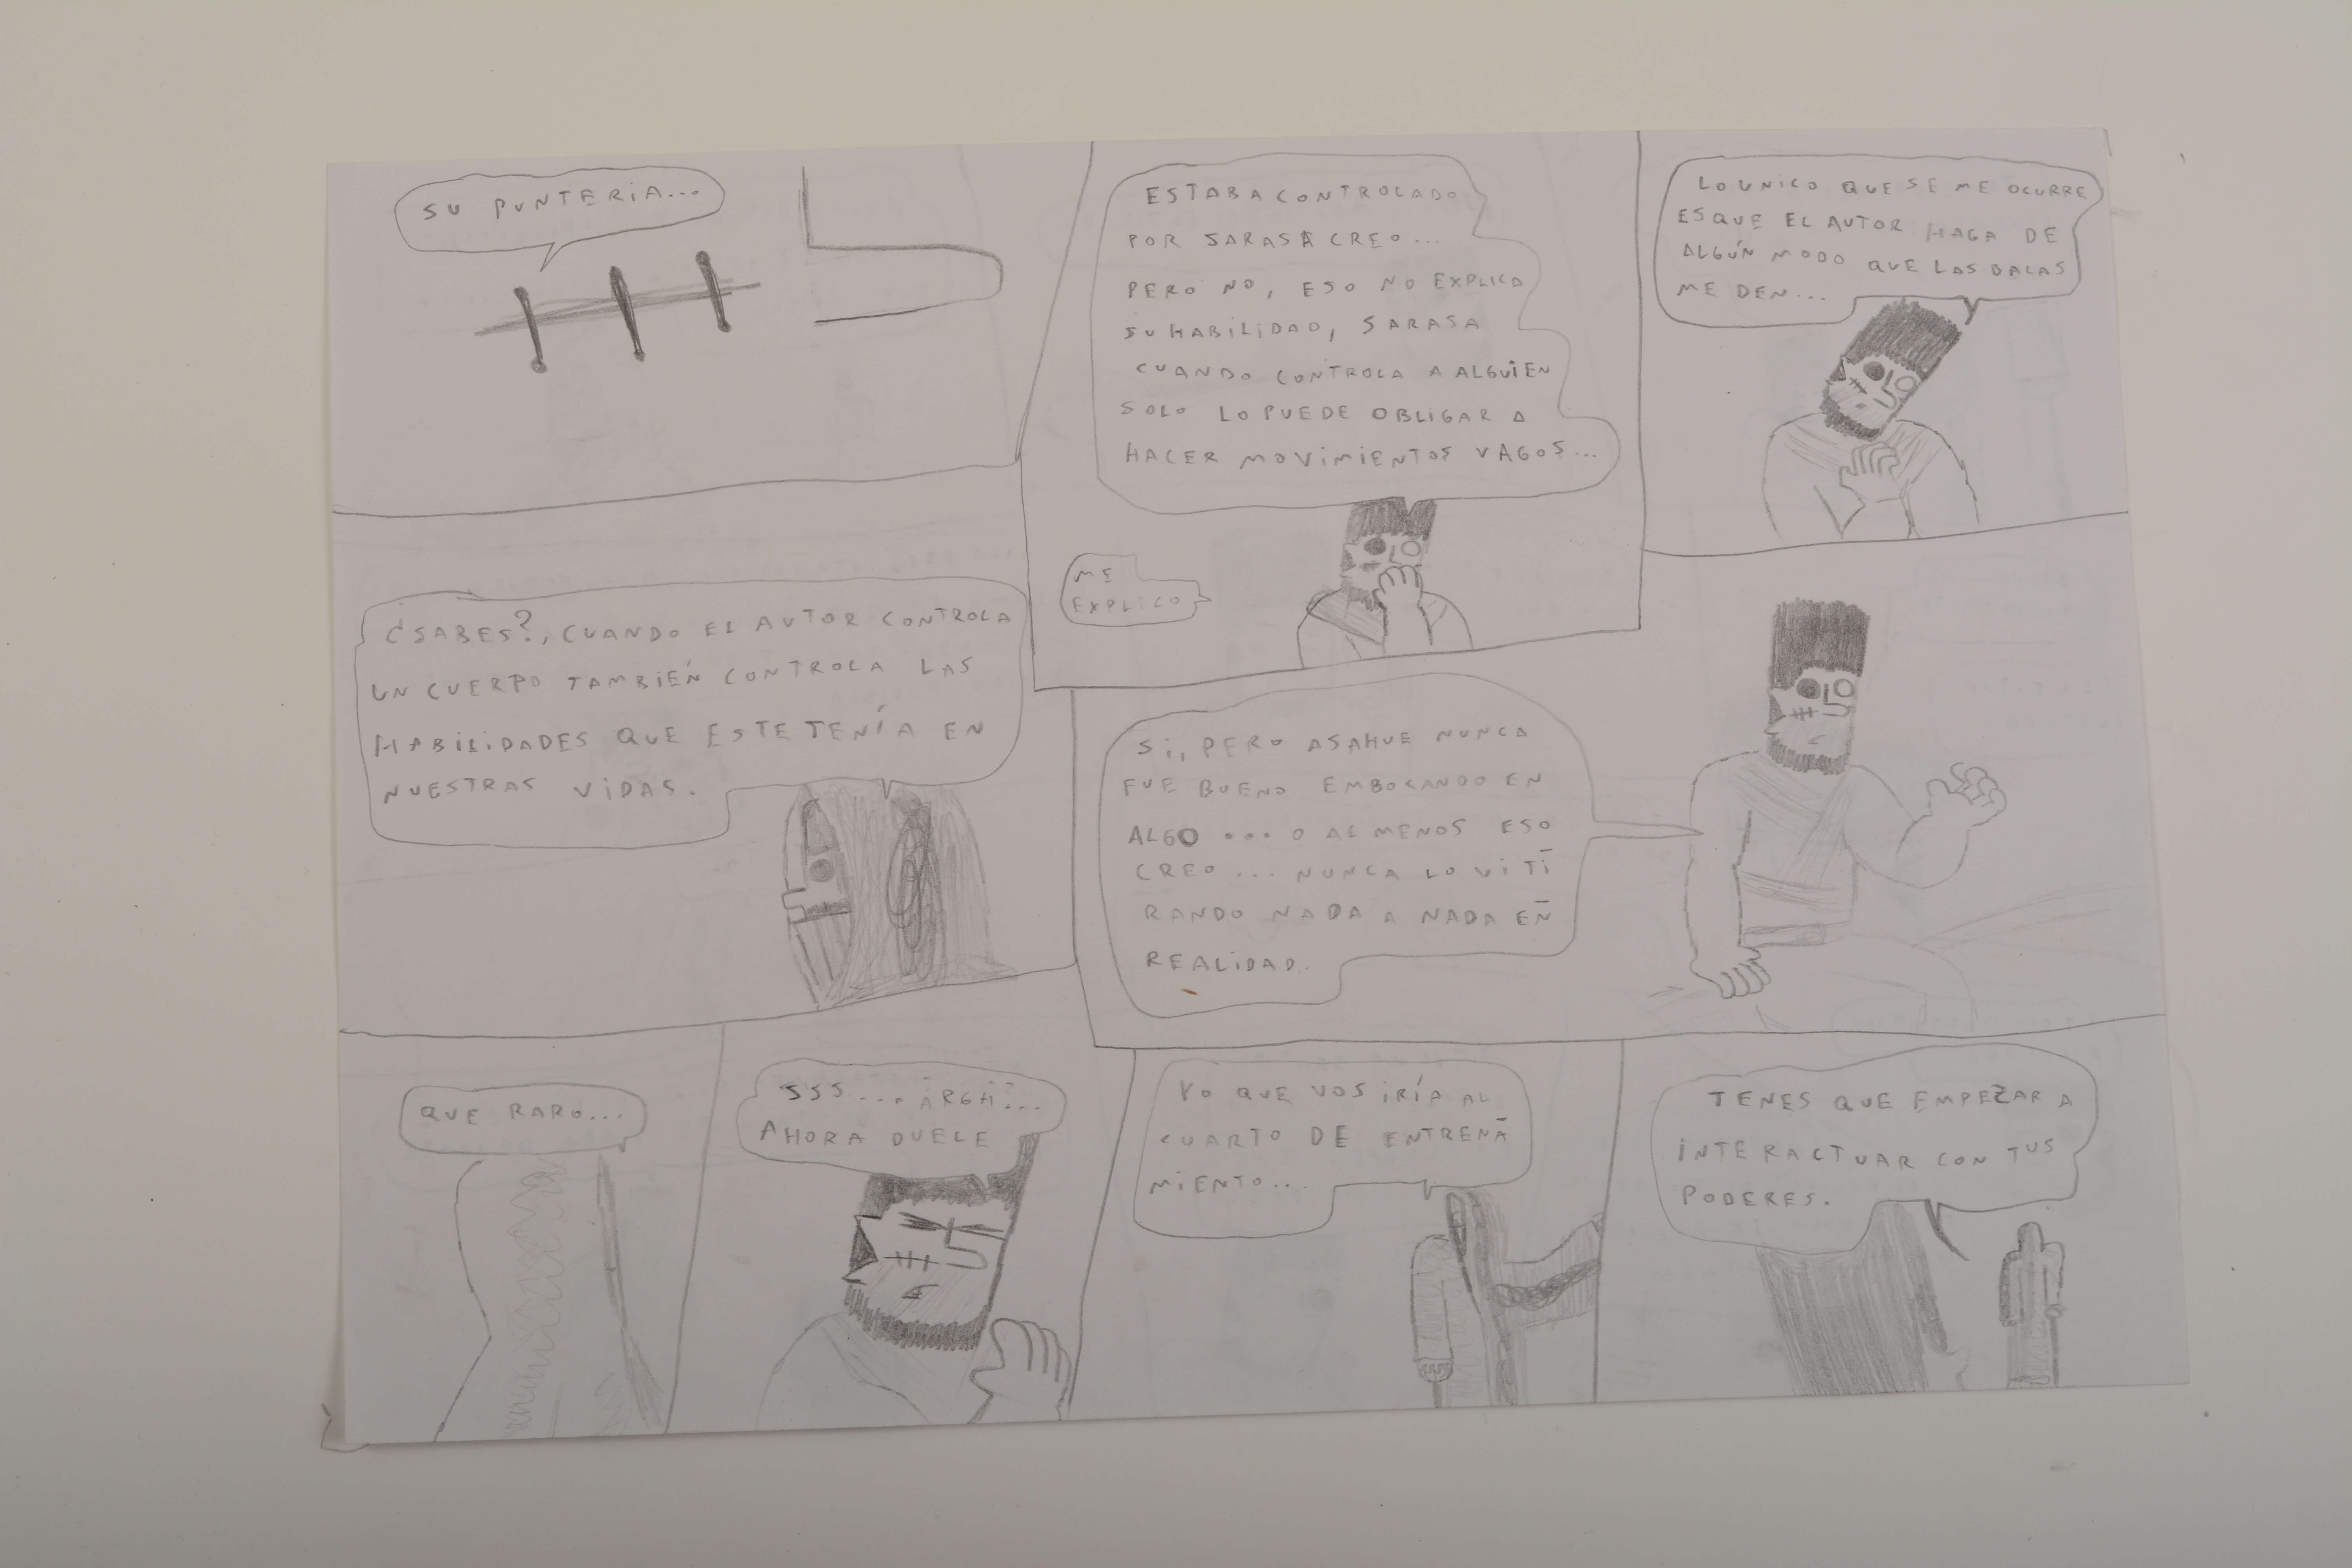 SU PUNTERIA...
ESTABA CONTROLADO
POR SARASA CREO...
PERO NO, ESO NO EXPLICA
SU HABILIDAD, SARASA
CUANDO CONTROLA A ALGUIEN
SOLO LO PUEDE OBLIGAR A
HACER MOVIMIENTOS VAGOS...
ME
EXPLICO
LO UNICO QUE SE ME OCURRE
ES QUE EL AUTOR HAGA DE
ALGÚN MODO QUE LAS BALAS
ME DEN...
¿SABES?, CUANDO EL AUTOR CONTROLA
UN CUERPO TAMBIÉN CONTROLA LAS
HABILIDADES QUE ESTE TENÍA EN
NUESTRAS VIDAS.
SI, PERO ASAHUE NUNCA
FUE BUENO EMBOCANDO EN
ALGO ... O AL MENOS ESO
CREO... NUNCA LO VI TI
RANDO NADA A NADA EN
REALIDAD.
QUE RARO...
SSS.... ARGH?...
AHORA DUELE
YO QUE VOS IRÍA AL
CUARTO DE ENTRENA
MIENTO...
TENES QUE EMPEZAR A
INTERACTUAR CON TUS
PODERES.